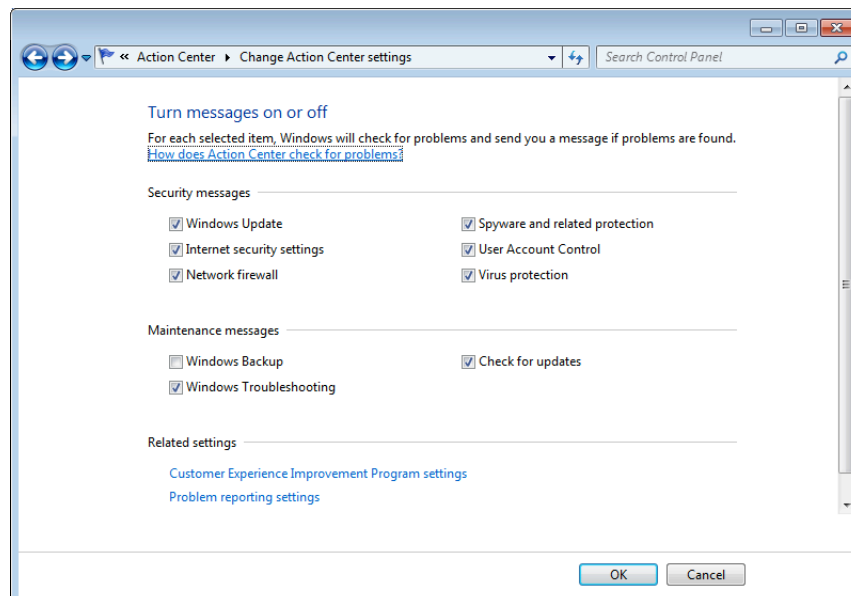 « Action Center ▸ Change Action Center settings
Search Control Panel
Turn messages on or off
For each selected item, Windows will check for problems and send you a message if problems are found.
How does Action Center check for problems?
Security messages
Windows Update
Spyware and related protection
Internet security settings
User Account Control
Network firewall
Virus protection
Maintenance messages
Windows Backup
Check for updates
Windows Troubleshooting
Related settings
Customer Experience Improvement Program settings
Problem reporting settings
OK
Cancel